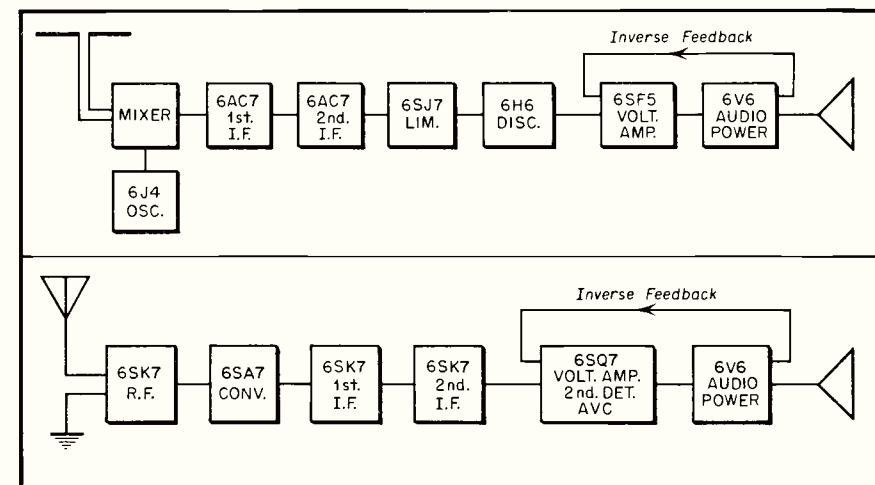 Inverse Feedback
MIXER
6AC7
1st.
I.F.
6AC7
2nd.
I.F.
6SJ7
LIM.
6H6
DISC.
6SF5
VOLT.
AMP.
6V6
AUDIO
POWER
6J4
OSC.
Inverse Feedback
6SK7
R.F.
6SA7
CONV.
6SK7
1st.
I.F.
6SK7
2nd.
I.F.
6SQ7
VOLT. AMP.
2nd. DET.
AVC
6V6
AUDIO
POWER